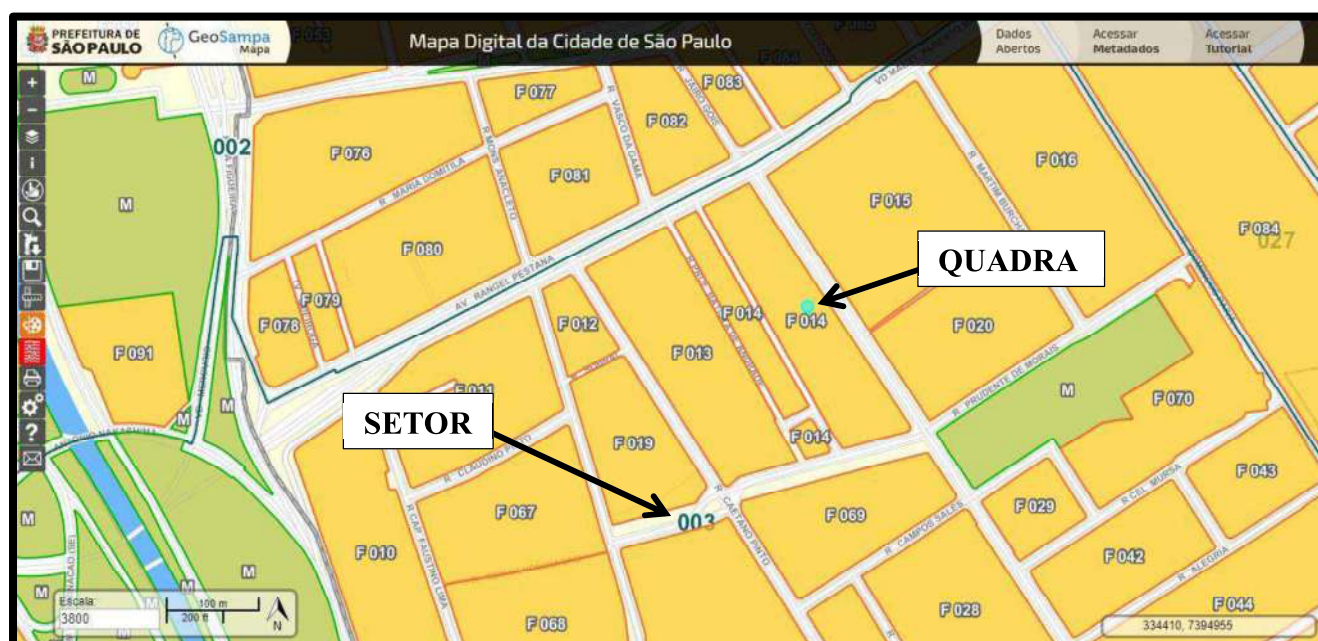 PREFEITURA DE
SÃO PAULO
GeoSampa
Mapa
Mapa Digital da Cidade de São Paulo
Dados
Abertos
Acessar
Metadados
Acessar
Tutorial
M
F 083
F 077
F 082
R JAIRO GOIS
R VASCO DA GAMA
002
F 076
R MONS ANACLETO
F 016
R MARIA DOMITILA
F 081
M
F 015
F 080
F 084
027
QUADRA
AV RANGEL PESTANA
F 079
F 078
F 012
F 014
F 014
F 020
F 091
F 013
R PRUDENTE DE MORAIS
M
F 070
M
M
SETOR
F 019
F 014
R CLAUDINO PINTO
F 043
R CEL MURSA
M
F 067
003
R CAETANO PINTO
F 069
F 029
R CAMPOS SALES
F 010
R CAP FAUSTINO LIMA
F 042
R ALEGRIA
M
M
M
Escala:
3800
100 m
200 ft
N
M
F 068
F 028
F 044
334410, 7394955